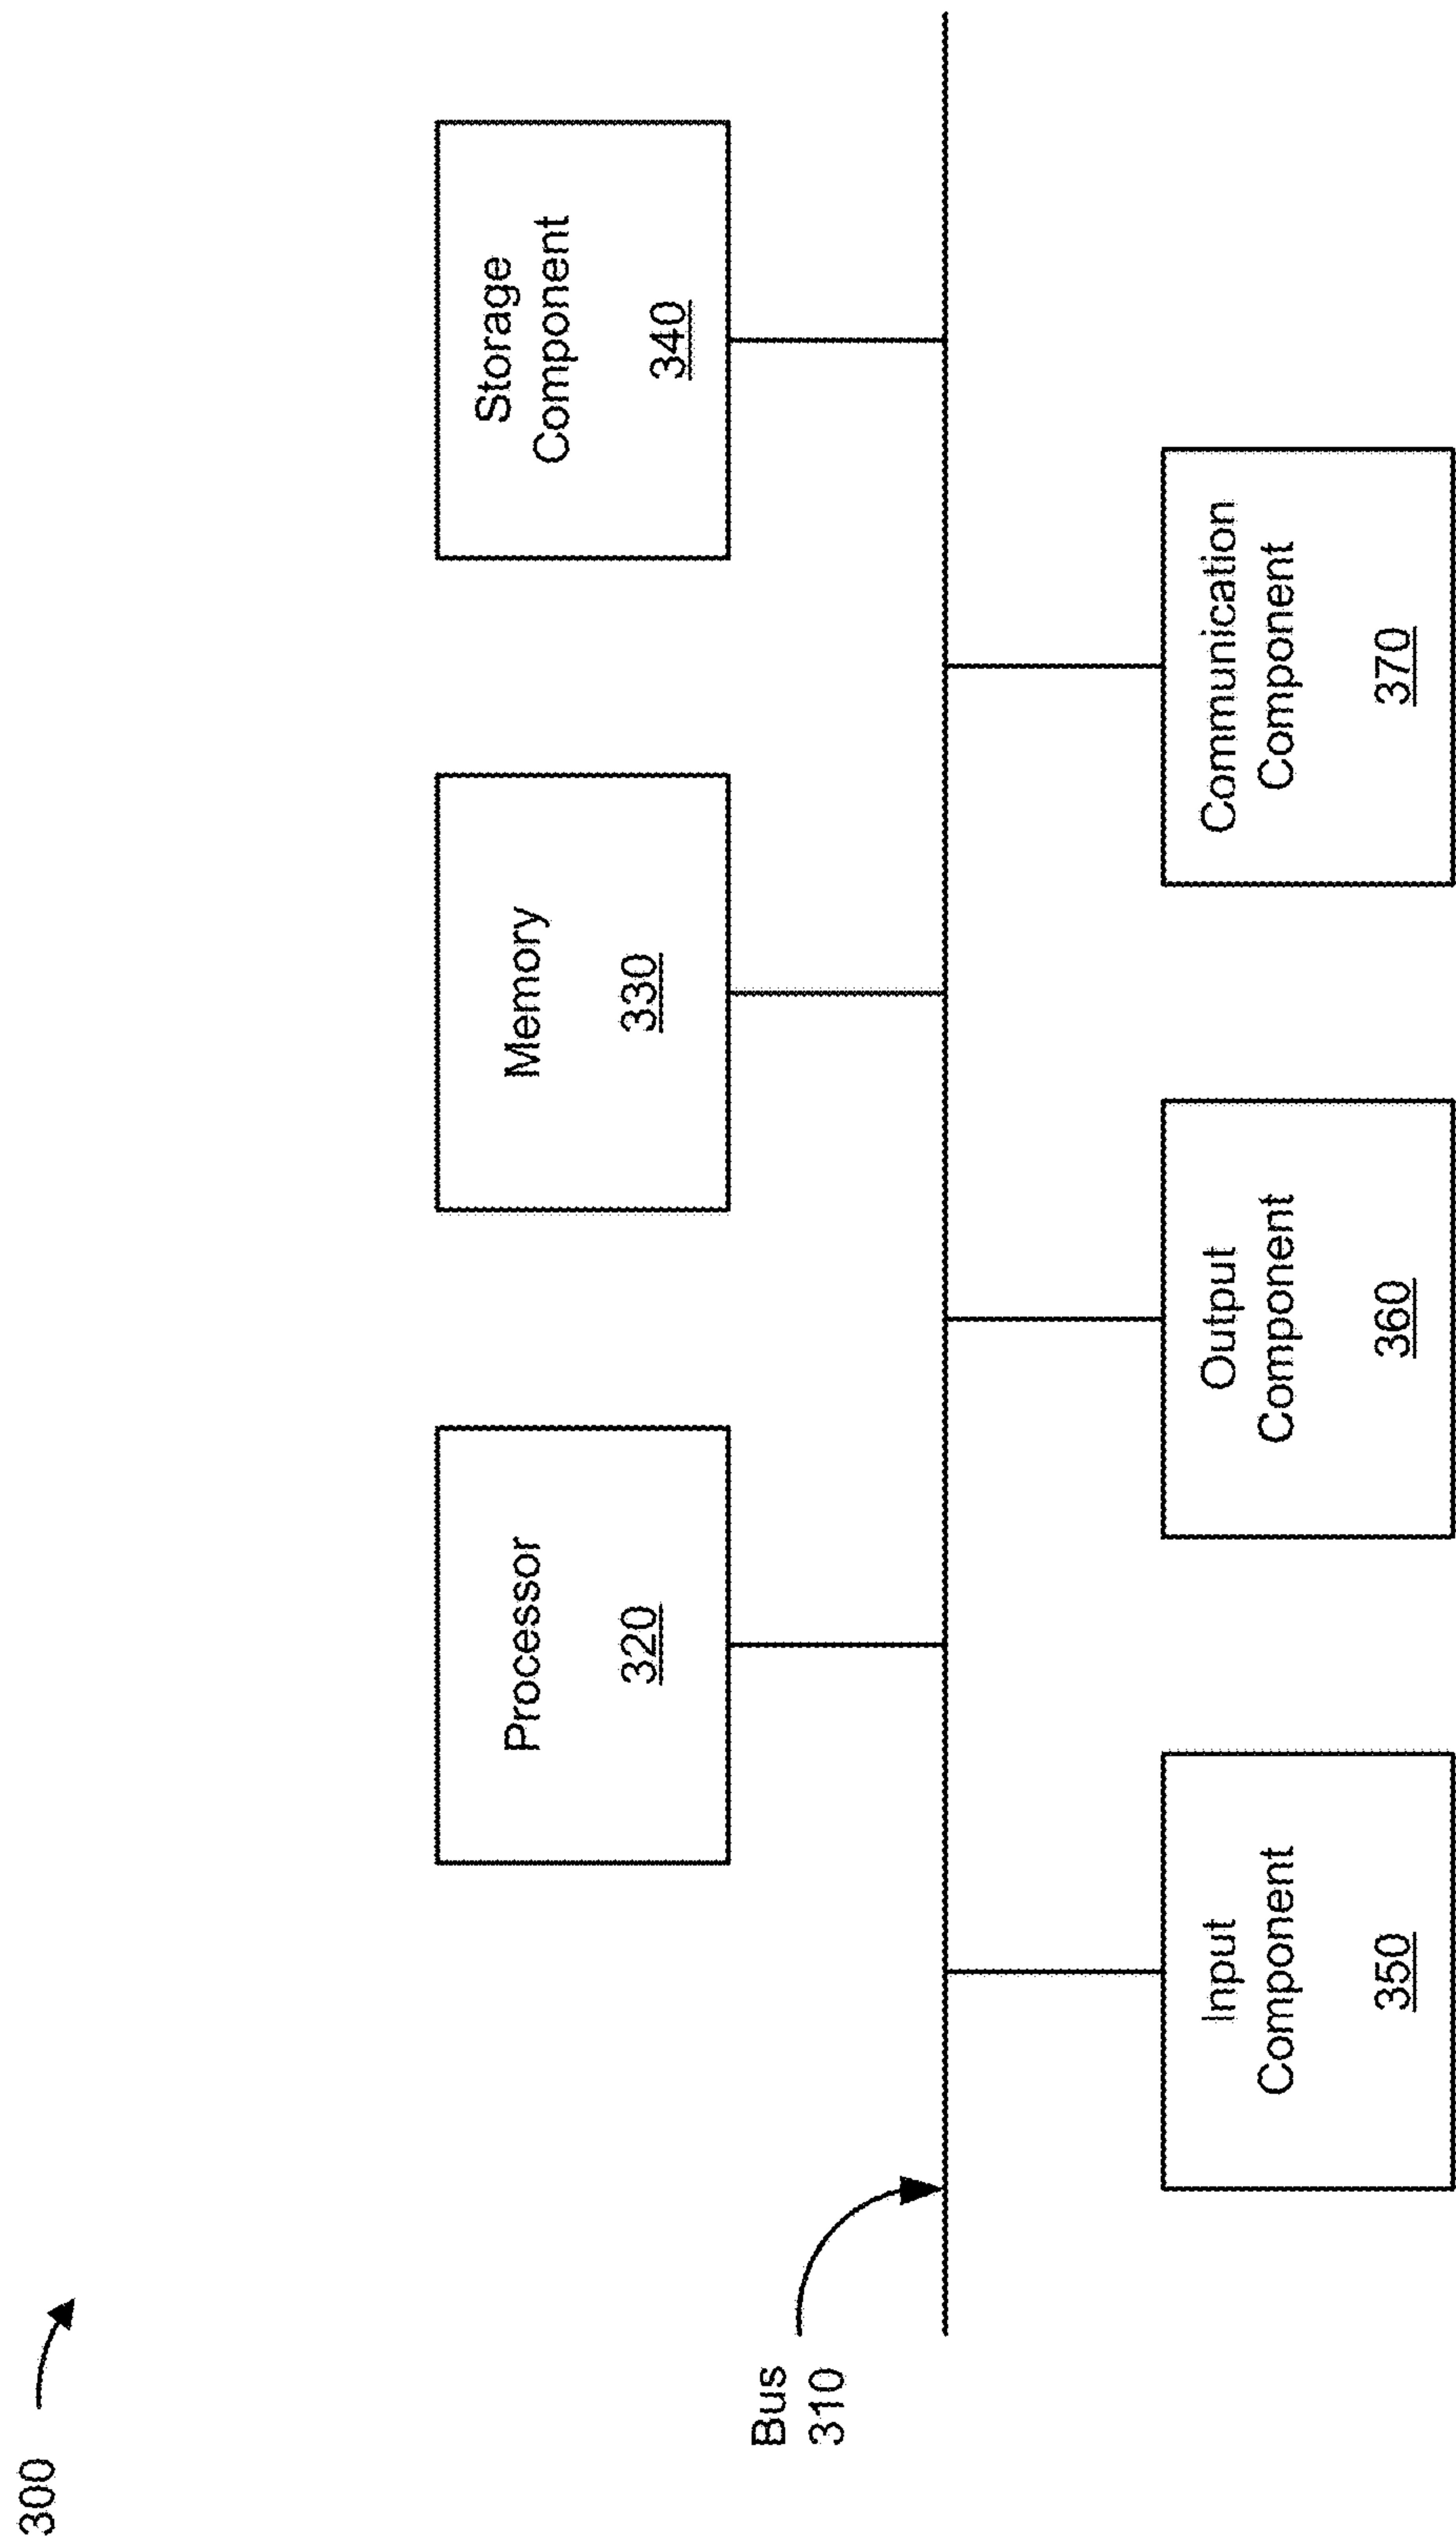 300
Processor
320
Memory
330
Storage
Component
340
Bus
310
Input
Component
350
Output
Component
360
Communication
Component
370